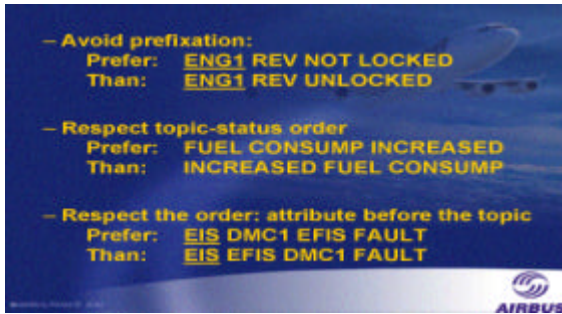 – Avoid prefixation:
Prefer: ENG1 REV NOT LOCKED
Than: ENG1 REV UNLOCKED
– Respect topic-status order
Prefer: FUEL CONSUMP INCREASED
Than: INCREASED FUEL CONSUMP
– Respect the order: attribute before the topic
Prefer: EIS DMC1 EFIS FAULT
Than: EIS EFIS DMC1 FAULT
AIRBUS